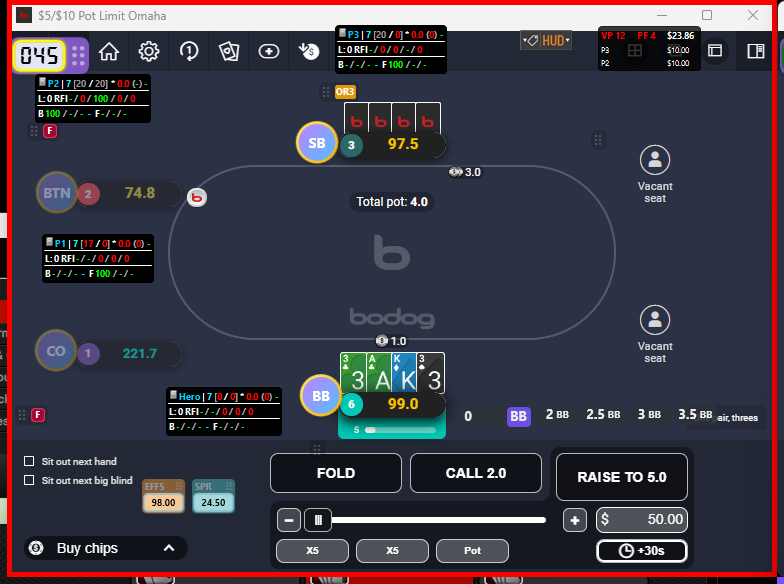 $5/$10 Pot Limit Omaha
045
1
HUD
VP 12 PF 4 $23.86
P3 $10.00
P2 $10.00
P3 | 7 [20 / 0] * 0.0 (0) -
L: 0 RFI - / 0 / 0 / 0 / 0
B - / - / - - F 100 / - / -
P2 | 7 [20 / 20] * 0.0 (-) -
L: 0 RFI - / 0 / 100 / 0 / 0
B 100 / - / - F - / - / -
F
OR3
SB 3 97.5
3.0
Vacant
seat
BTN 2 74.8
b
Total pot: 4.0
P1 | 7 [17 / 0] * 0.0 (0) -
L: 0 RFI - / - / 0 / 0 / 0
B - / - / - - F 100 / - / -
b
bodog
1.0
Vacant
seat
CO 1 221.7
3 A K 3
3 A K 3
Hero | 7 [0 / 0] * 0.0 (0) -
L: 0 RFI - / - / 0 / 0 / 0
B - / - / - - F - / - / -
F
BB 6 99.0
5
0 BB 2 BB 2.5 BB 3 BB 3.5 BB air, threes
Sit out next hand
Sit out next big blind
EFFS SPR
98.00 24.50
FOLD CALL 2.0 RAISE TO 5.0
$ 50.00
Buy chips
X5 X5 Pot +30s